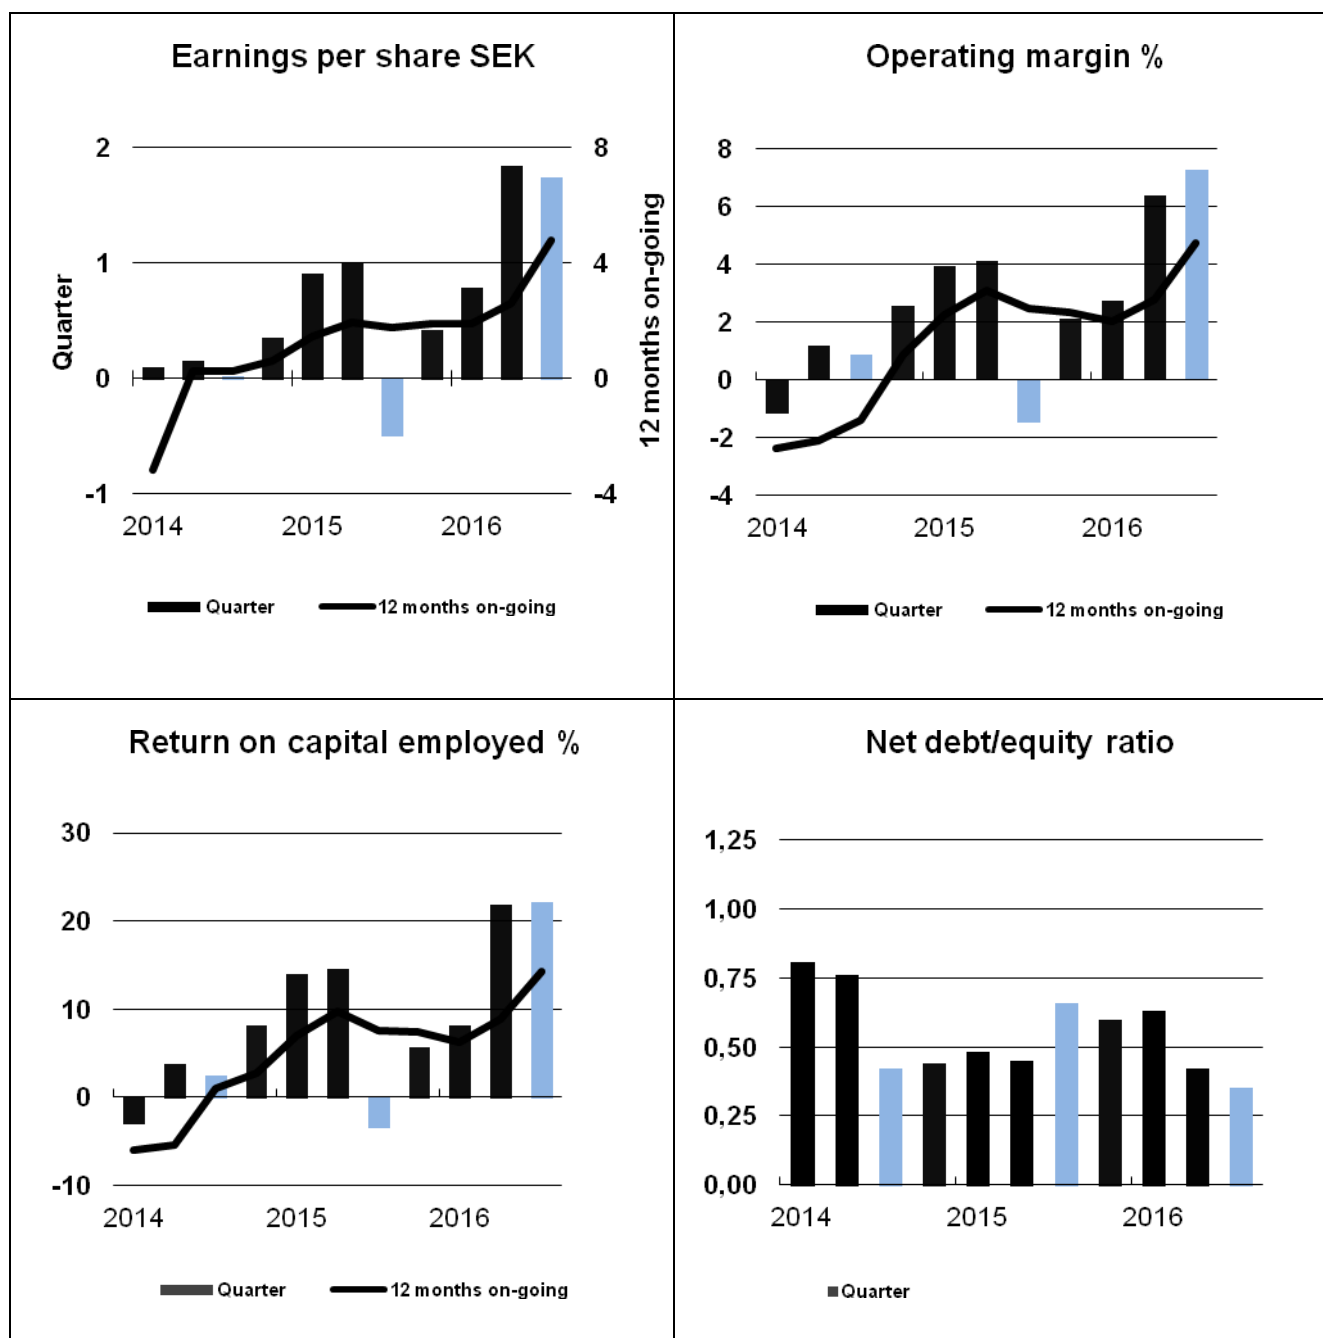 Earnings per share SEK
2
1
0
-1
Quarter
8
4
0
-4
12 months on-going
2014 2015 2016
Quarter 12 months on-going
Operating margin %
8
6
4
2
0
-2
-4
2014 2015 2016
Quarter 12 months on-going
Return on capital employed %
30
20
10
0
-10
2014 2015 2016
Quarter 12 months on-going
Net debt/equity ratio
1,25
1,00
0,75
0,50
0,25
0,00
2014 2015 2016
Quarter